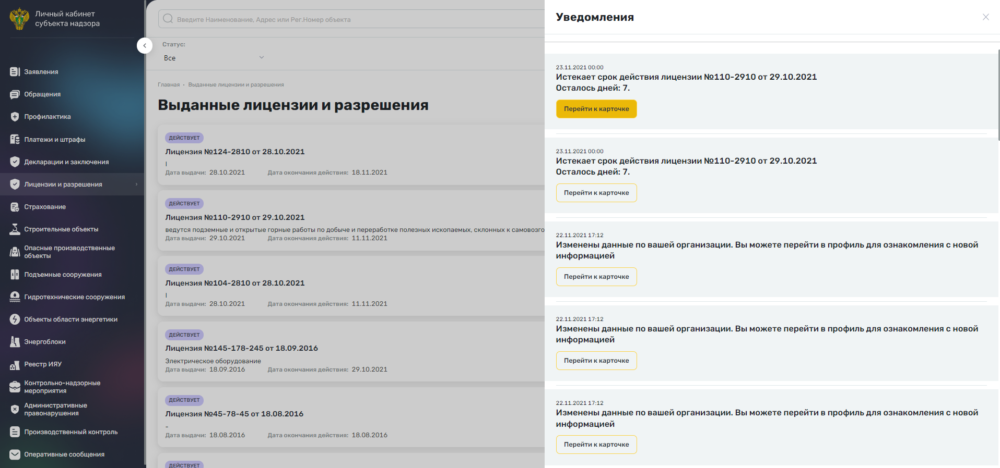 Личный кабинет
субъекта надзора
Заявления
Обращения
Профилактика
Платежи и штрафы
Декларации и заключения
Лицензии и разрешения
Страхование
Строительные объекты
Опасные производственные
объекты
Подъемные сооружения
Гидротехнические сооружения
Объекты области энергетики
Энергоблоки
Реестр ИЯУ
Контрольно-надзорные
мероприятия
Административные
правонарушения
Производственный контроль
Оперативные сообщения
Введите Наименование, Адрес или Рег.Номер объекта
Статус:
Все
Главная • Выданные лицензии и разрешения
Выданные лицензии и разрешения
ДЕЙСТВУЕТ
Лицензия №124-2810 от 28.10.2021
I
Дата выдачи: 28.10.2021 Дата окончания действия: 18.11.2021
ДЕЙСТВУЕТ
Лицензия №110-2910 от 29.10.2021
ведутся подземные и открытые горные работы по добыче и переработке полезных ископаемых, склонных к самовозго
Дата выдачи: 29.10.2021 Дата окончания действия: 11.11.2021
ДЕЙСТВУЕТ
Лицензия №104-2810 от 28.10.2021
I
Дата выдачи: 28.10.2021 Дата окончания действия: 11.11.2021
ДЕЙСТВУЕТ
Лицензия №145-178-245 от 18.09.2016
Электрическое оборудование
Дата выдачи: 18.09.2016 Дата окончания действия: 29.10.2021
ДЕЙСТВУЕТ
Лицензия №45-78-45 от 18.08.2016
-
Дата выдачи: 18.08.2016 Дата окончания действия: 18.08.2016
ДЕЙСТВУЕТ
Уведомления
23.11.2021 00:00
Истекает срок действия лицензии №110-2910 от 29.10.2021
Осталось дней: 7.
Перейти к карточке
23.11.2021 00:00
Истекает срок действия лицензии №110-2910 от 29.10.2021
Осталось дней: 7.
Перейти к карточке
22.11.2021 17:12
Изменены данные по вашей организации. Вы можете перейти в профиль для ознакомления с новой
информацией
Перейти к карточке
22.11.2021 17:12
Изменены данные по вашей организации. Вы можете перейти в профиль для ознакомления с новой
информацией
Перейти к карточке
22.11.2021 17:12
Изменены данные по вашей организации. Вы можете перейти в профиль для ознакомления с новой
информацией
Перейти к карточке